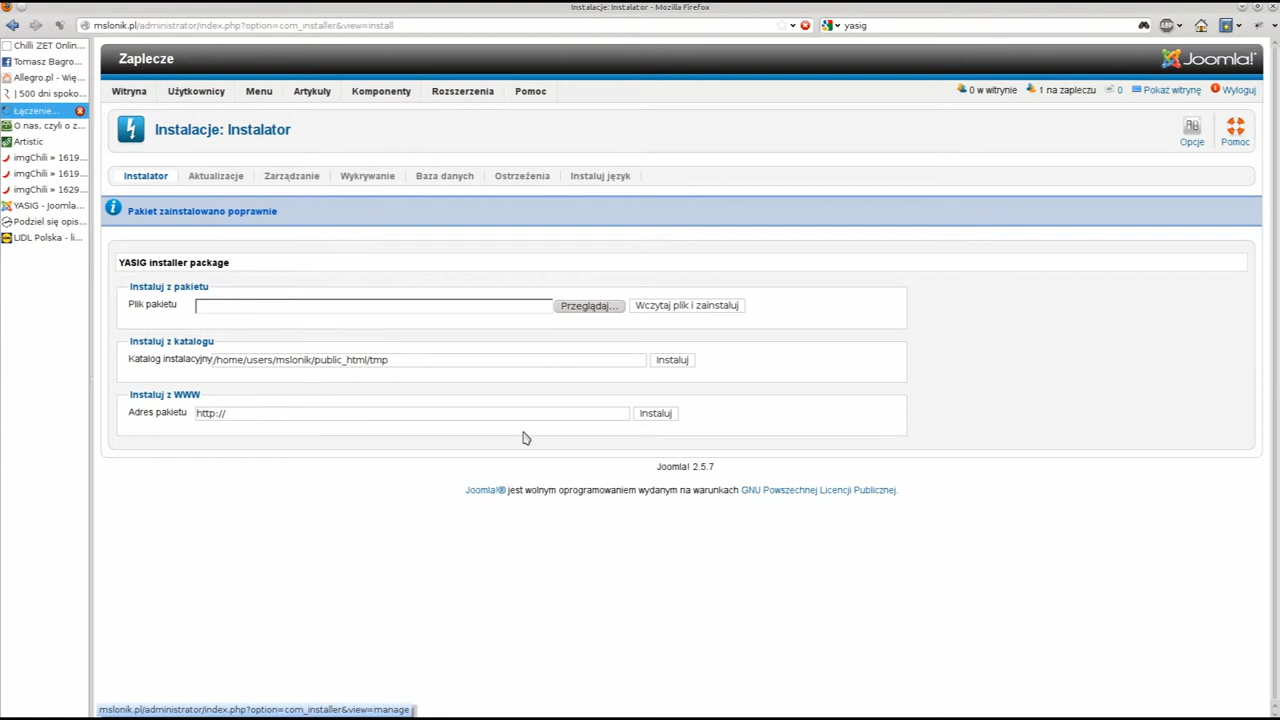 Instalacje: Instalator - Mozilla Firefox
mslonik.pl/administrator/index.php?option=com_installer&view=install
yasig
Chilli ZET Onlin...
Tomasz Bagro...
Allegro.pl - Wię...
| 500 dni spoko...
Łączenie...
O nas, czyli o z...
Artistic
imgChili » 1619...
imgChili » 1619...
imgChili » 1629...
YASIG - Joomla...
Podziel się opis...
LIDL Polska - li...
Zaplecze
Joomla!
Witryna Użytkownicy Menu Artykuły Komponenty Rozszerzenia Pomoc
0 w witrynie 1 na zapleczu 0 Pokaż witrynę Wyloguj
Instalacje: Instalator
Opcje Pomoc
Instalator Aktualizacje Zarządzanie Wykrywanie Baza danych Ostrzeżenia Instaluj język
Pakiet zainstalowano poprawnie
YASIG installer package
Instaluj z pakietu
Plik pakietu Przeglądaj... Wczytaj plik i zainstaluj
Instaluj z katalogu
Katalog instalacyjny /home/users/mslonik/public_html/tmp Instaluj
Instaluj z WWW
Adres pakietu http:// Instaluj
Joomla! 2.5.7
Joomla!® jest wolnym oprogramowaniem wydanym na warunkach GNU Powszechnej Licencji Publicznej.
mslonik.pl/administrator/index.php?option=com_installer&view=manage